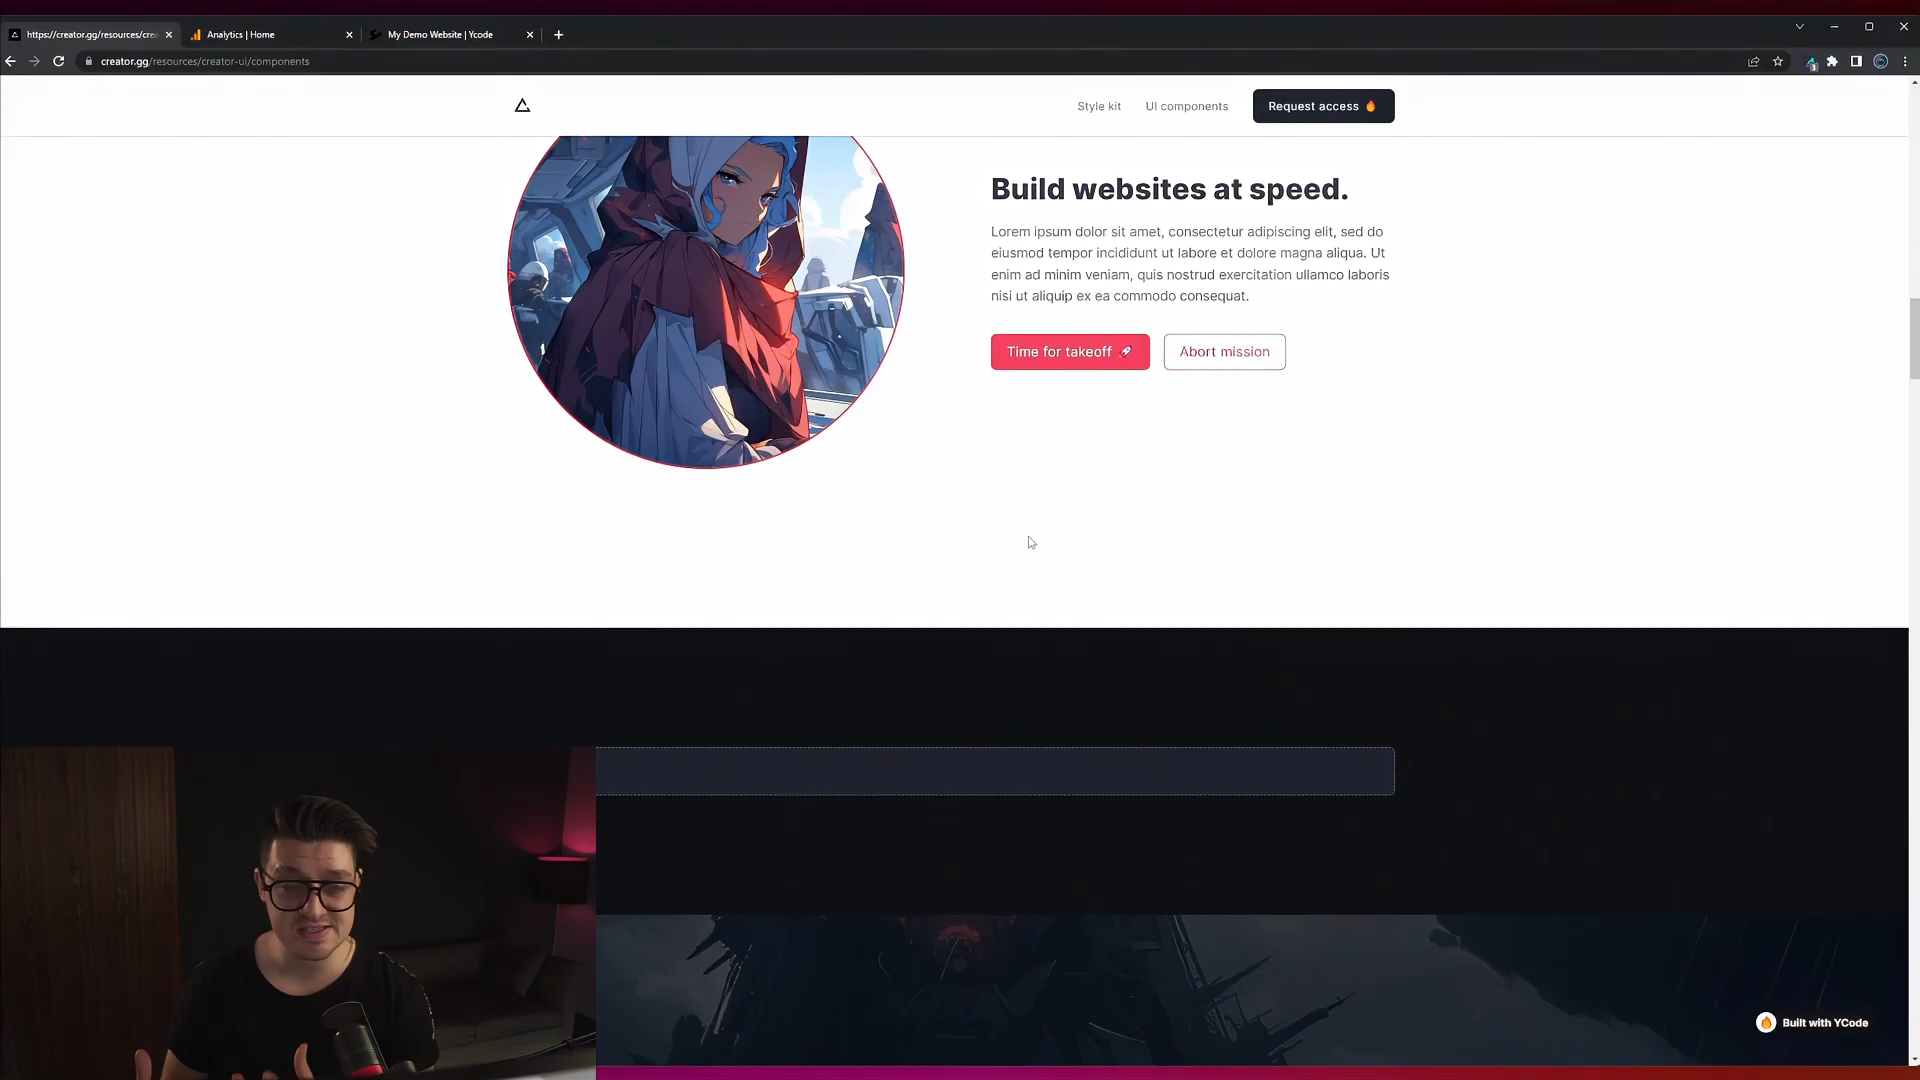 https://creator.gg/resources/cre
Analytics | Home
My Demo Website | Ycode
creator.gg/resources/creator-ui/components
Style kit
UI components
Request access
Build websites at speed.
Lorem ipsum dolor sit amet, consectetur adipiscing elit, sed do
eiusmod tempor incididunt ut labore et dolore magna aliqua. Ut
enim ad minim veniam, quis nostrud exercitation ullamco laboris
nisi ut aliquip ex ea commodo consequat.
Time for takeoff
Abort mission
Built with YCode